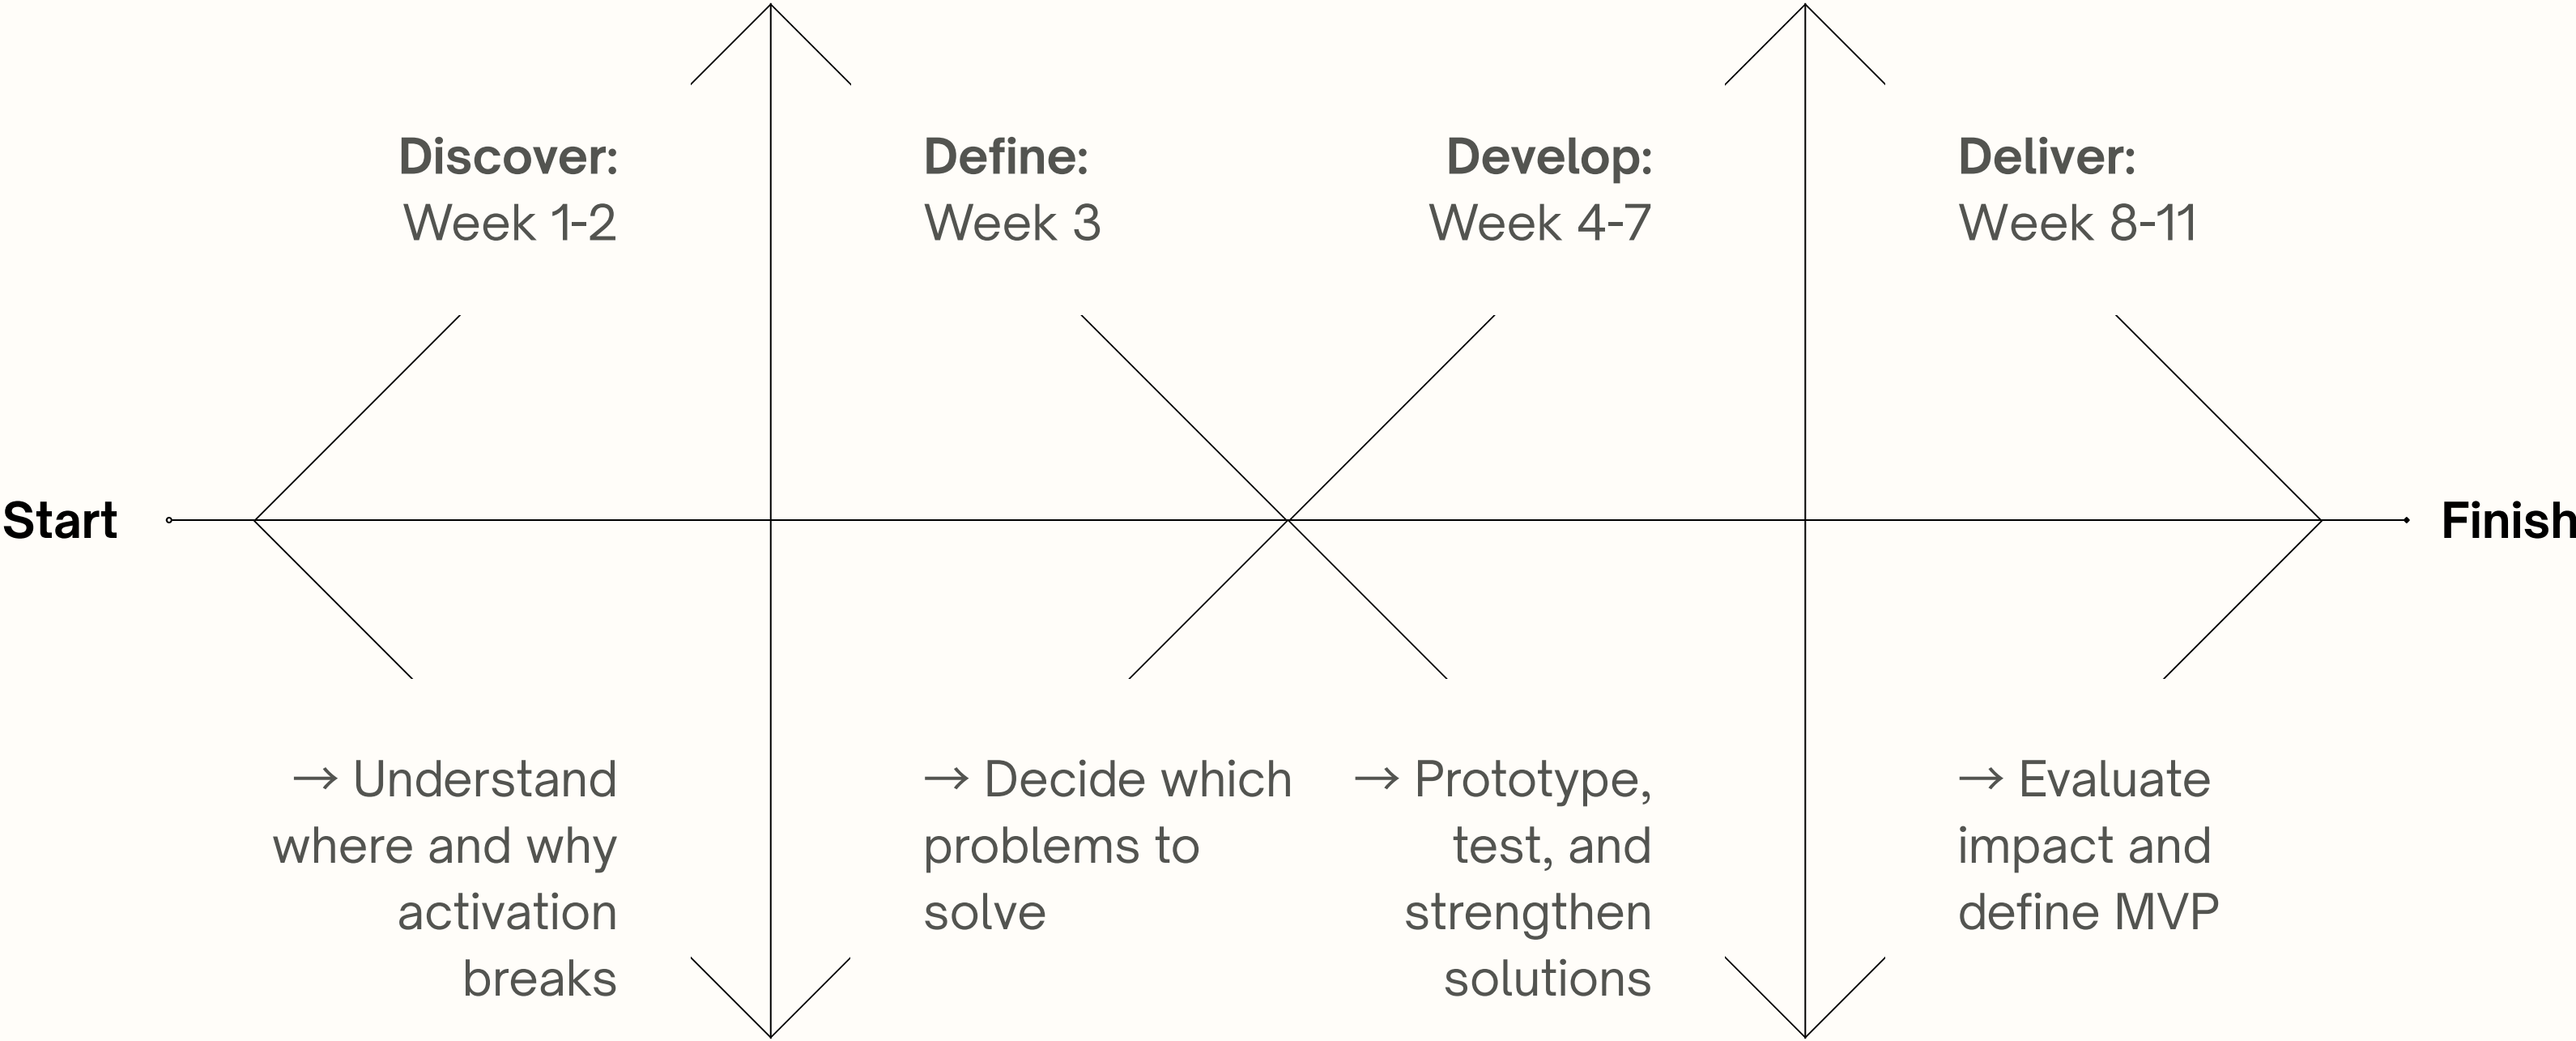 Discover:
Week 1-2
Define:
Week 3
Develop:
Week 4-7
Deliver:
Week 8-11
Start
Finish
→ Understand
where and why
activation
breaks
→ Decide which
problems to
solve
→ Prototype,
test, and
strengthen
solutions
→ Evaluate
impact and
define MVP